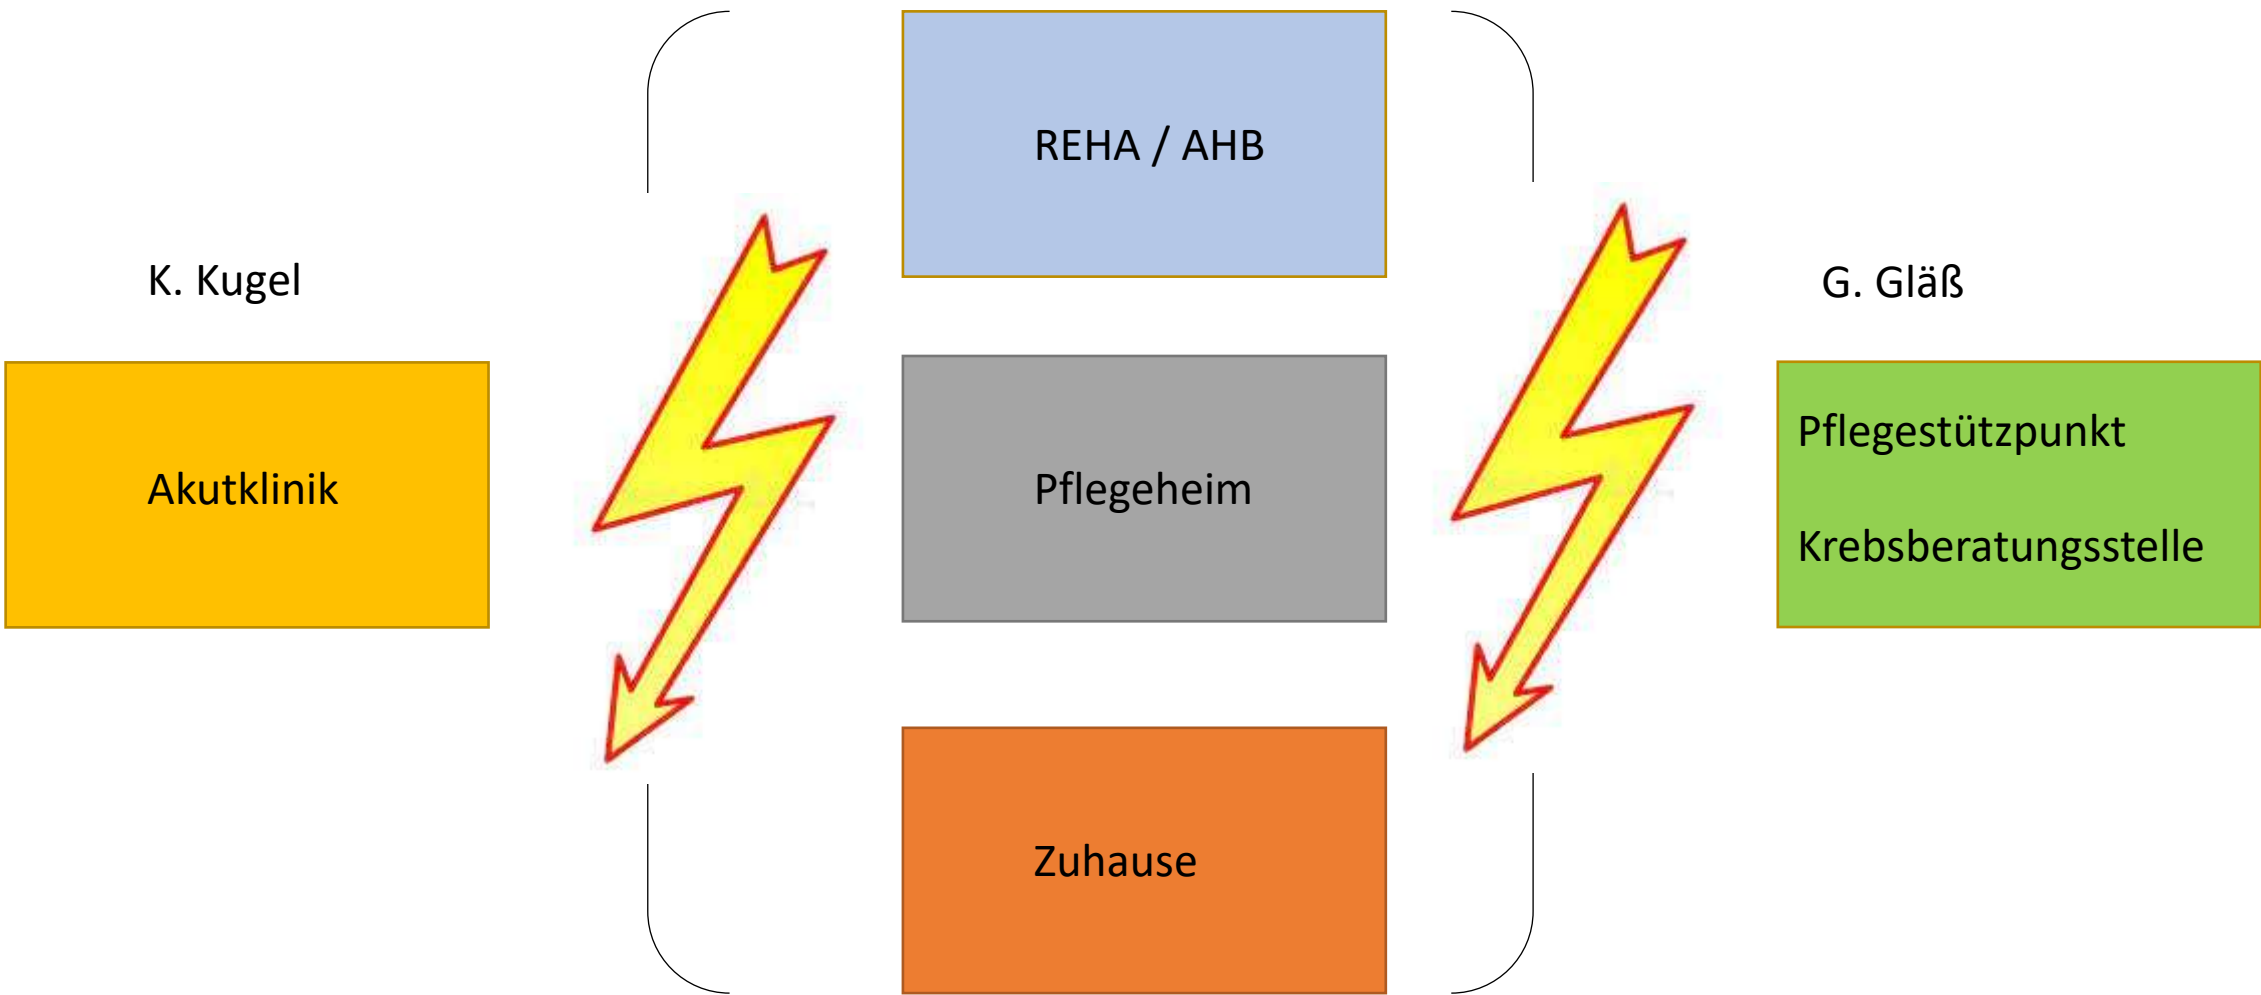 K. Kugel
Akutklinik
REHA / AHB
Pflegeheim
Zuhause
G. Gläß
Pflegestützpunkt
Krebsberatungsstelle